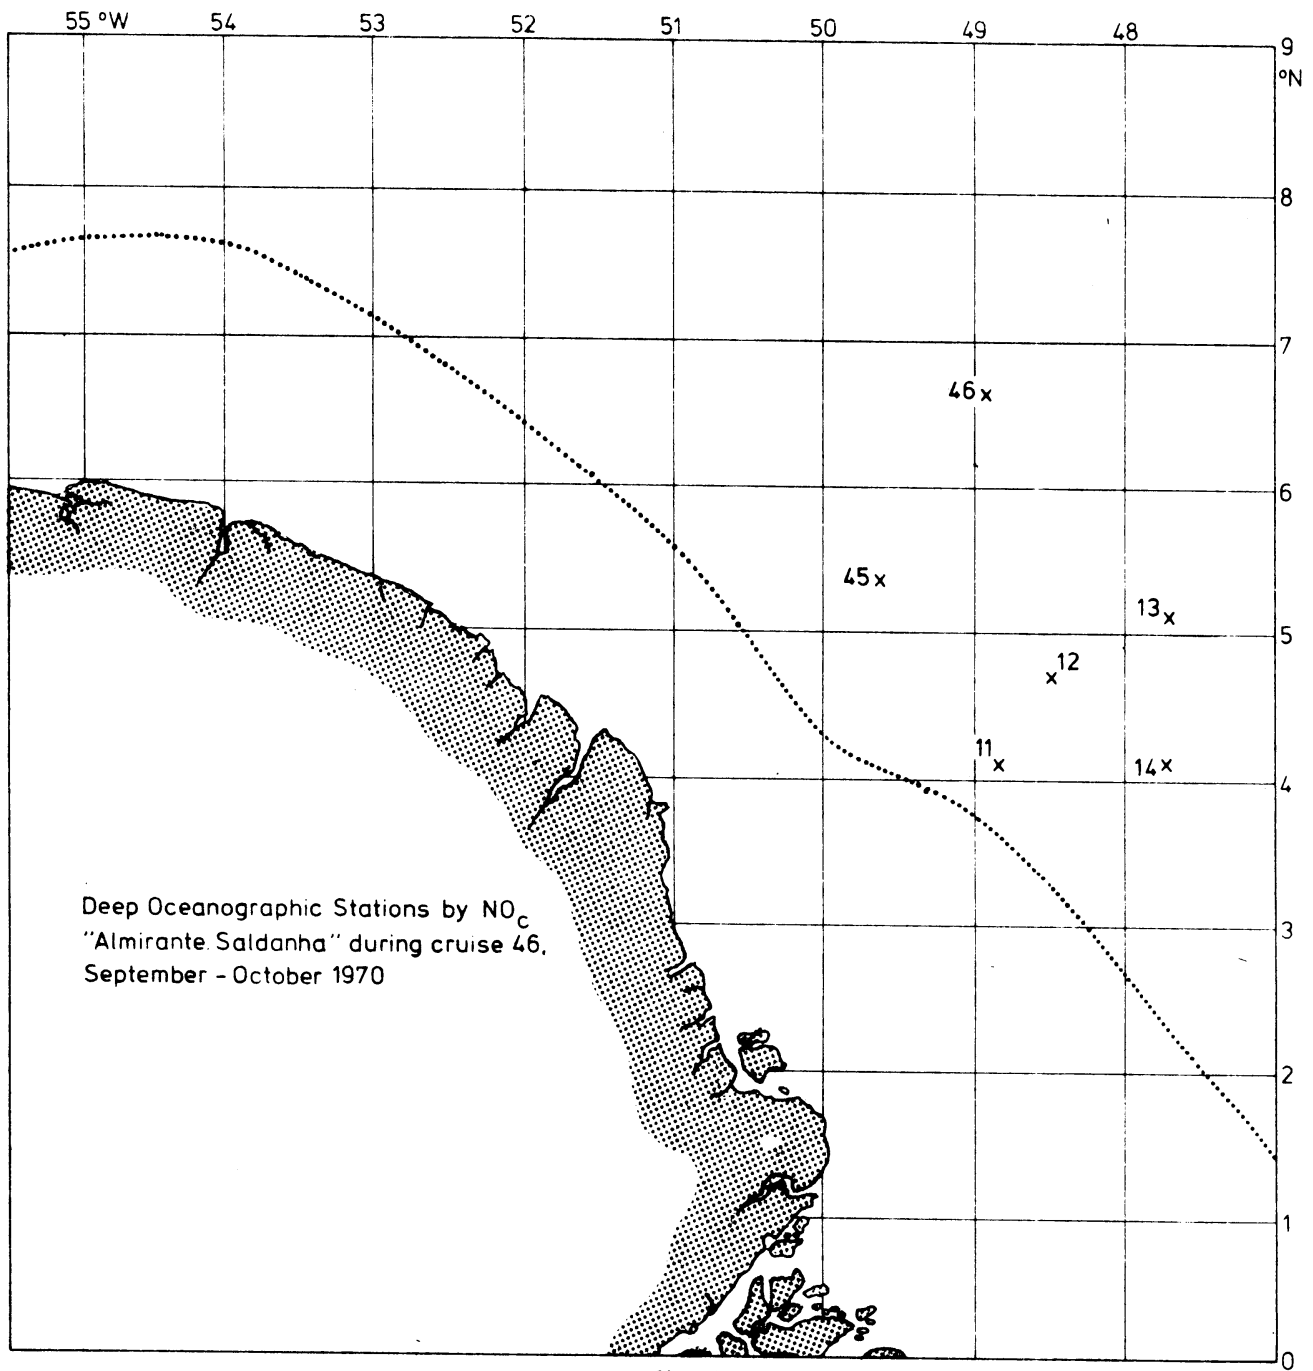 55 °W 54 53 52 51 50 49 48
9
°N
8
7
46 x
6
45 x
13 x
5
x 12
11 x
14 x
4
Deep Oceanographic Stations by NOc
"Almirante Saldanha" during cruise 46,
3
September - October 1970
2
1
0